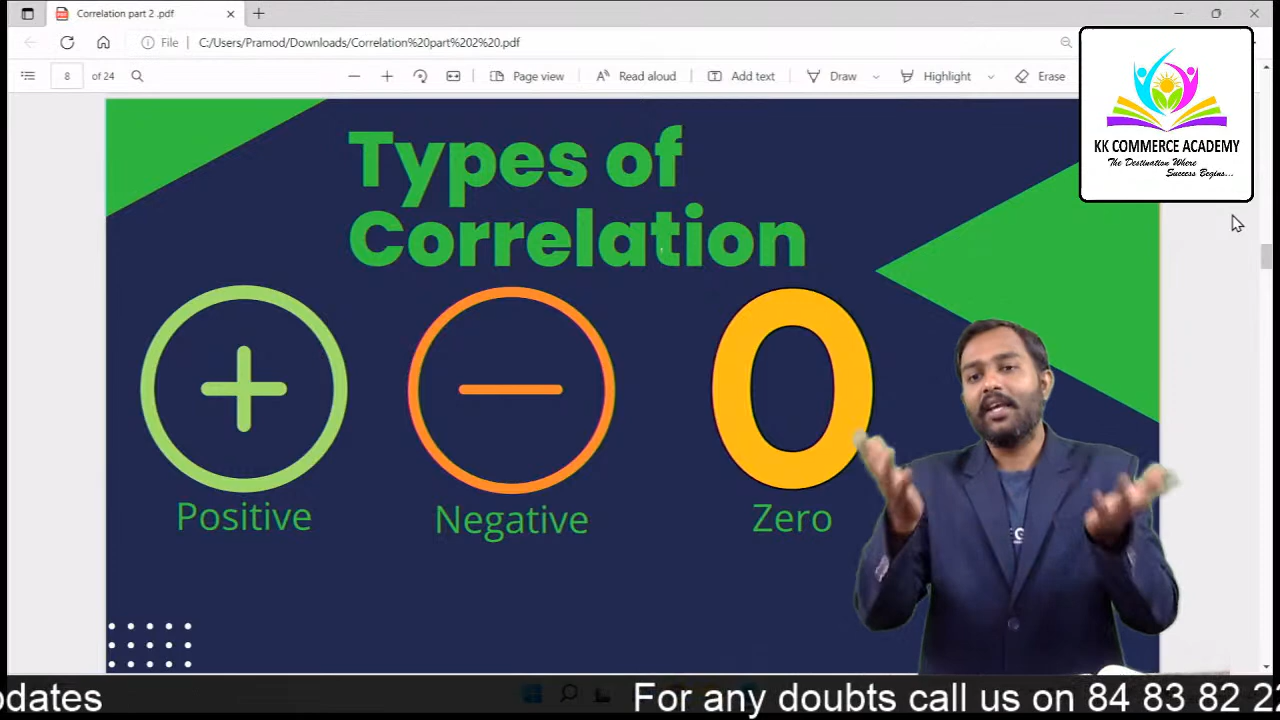 Correlation part 2 .pdf
File
C:/Users/Pramod/Downloads/Correlation%20part%202%20.pdf
8 of 24
Page view
Read aloud
Add text
Draw
Highlight
Erase
KK COMMERCE ACADEMY
The Destination Where
Success Begins...
Types of
Correlation
0
Positive
Negative
Zero
For any doubts call us on 84 83 82 22